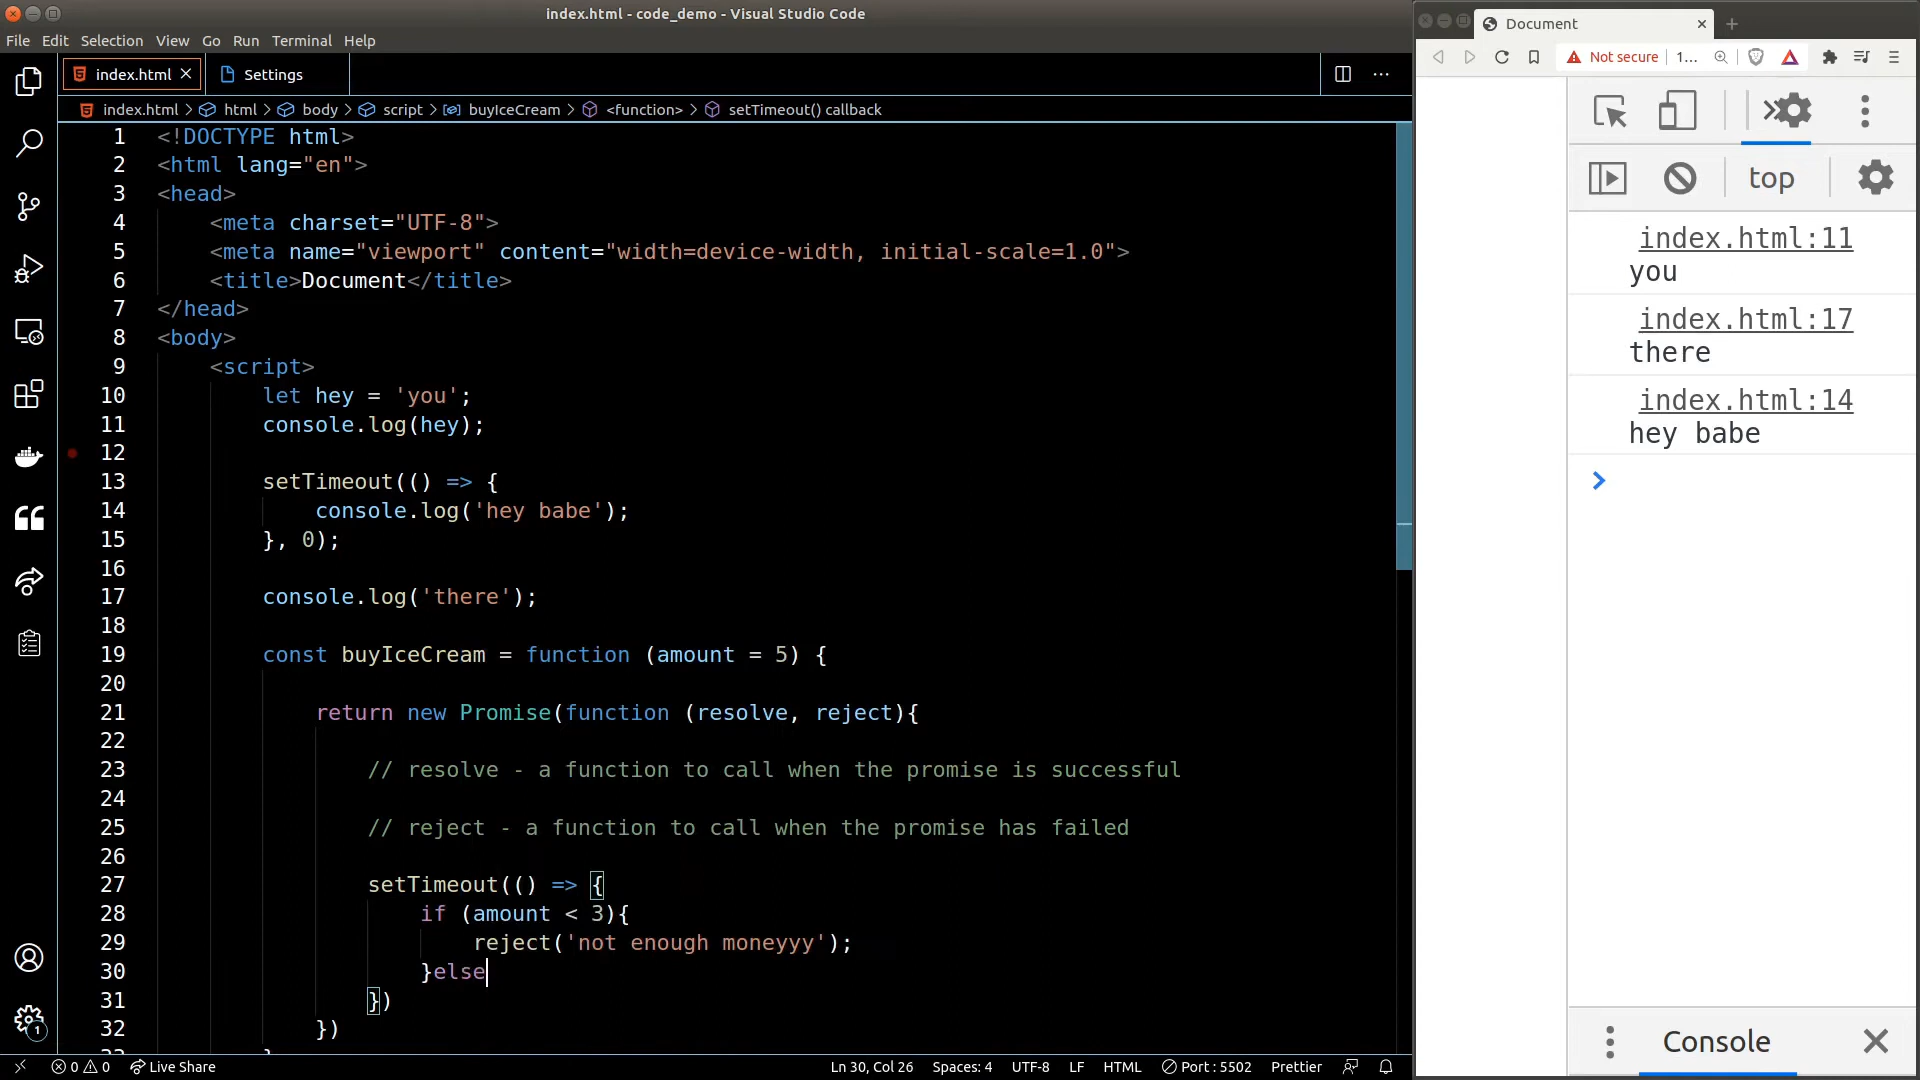 index.html - code_demo - Visual Studio Code
File Edit Selection View Go Run Terminal Help
index.html Settings
index.html > html > body > script > buyIceCream > <function> > setTimeout() callback
1 <!DOCTYPE html>
2 <html lang="en">
3 <head>
4 <meta charset="UTF-8">
5 <meta name="viewport" content="width=device-width, initial-scale=1.0">
6 <title>Document</title>
7 </head>
8 <body>
9 <script>
10 let hey = 'you';
11 console.log(hey);
12
13 setTimeout(() => {
14 console.log('hey babe');
15 }, 0);
16
17 console.log('there');
18
19 const buyIceCream = function (amount = 5) {
20
21 return new Promise(function (resolve, reject){
22
23 // resolve - a function to call when the promise is successful
24
25 // reject - a function to call when the promise has failed
26
27 setTimeout(() => {
28 if (amount < 3){
29 reject('not enough moneyyy');
30 }else
31 })
32 })
1
0 0 Live Share Ln 30, Col 26 Spaces: 4 UTF-8 LF HTML Port : 5502 Prettier
Document
Not secure 1...
top
index.html:11
you
index.html:17
there
index.html:14
hey babe
Console